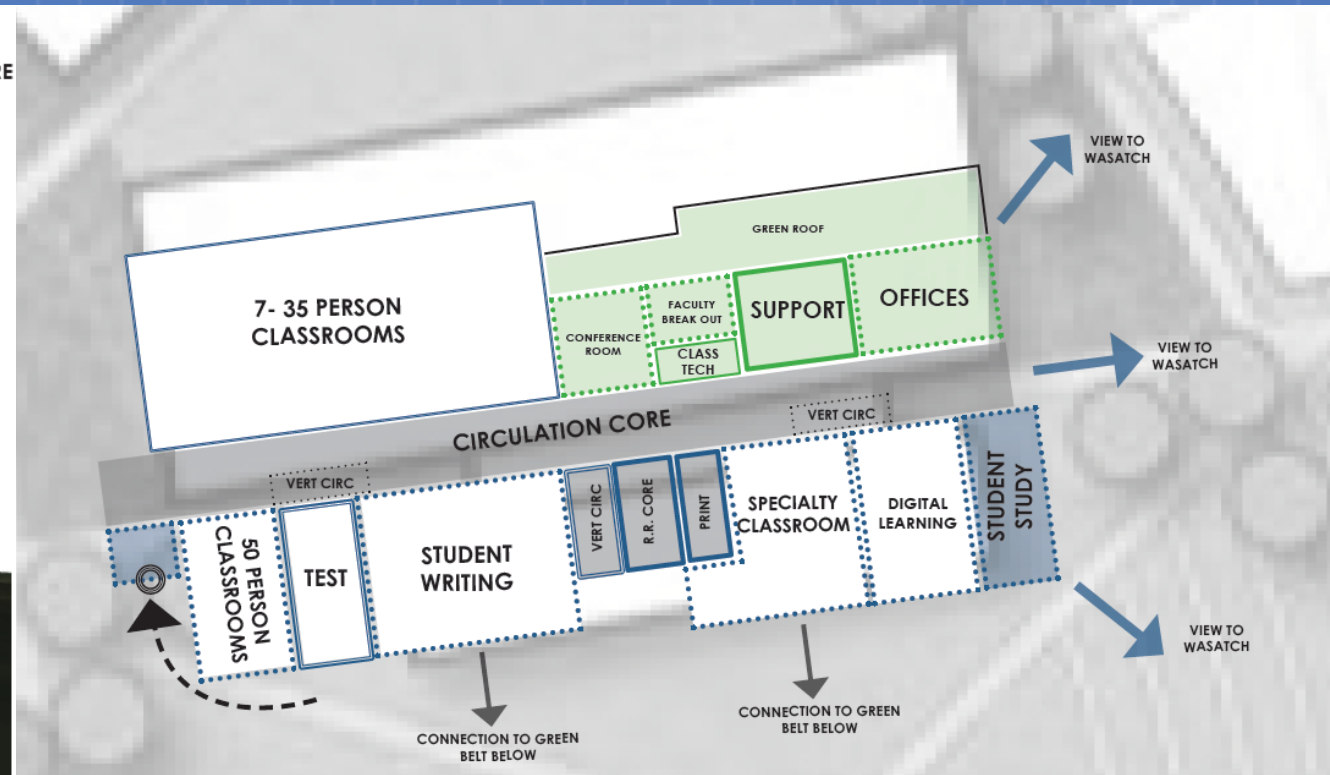 RE
VIEW TO
WASATCH
GREEN ROOF
7- 35 PERSON
CLASSROOMS
CONFERENCE
ROOM
FACULTY
BREAK OUT
CLASS
TECH
SUPPORT
OFFICES
VIEW TO
WASATCH
CIRCULATION CORE
VERT CIRC
VERT CIRC
50 PERSON
CLASSROOMS
TEST
STUDENT
WRITING
VERT CIRC
R.R. CORE
PRINT
SPECIALTY
CLASSROOM
DIGITAL
LEARNING
STUDENT
STUDY
VIEW TO
WASATCH
CONNECTION TO GREEN
BELT BELOW
CONNECTION TO GREEN
BELT BELOW